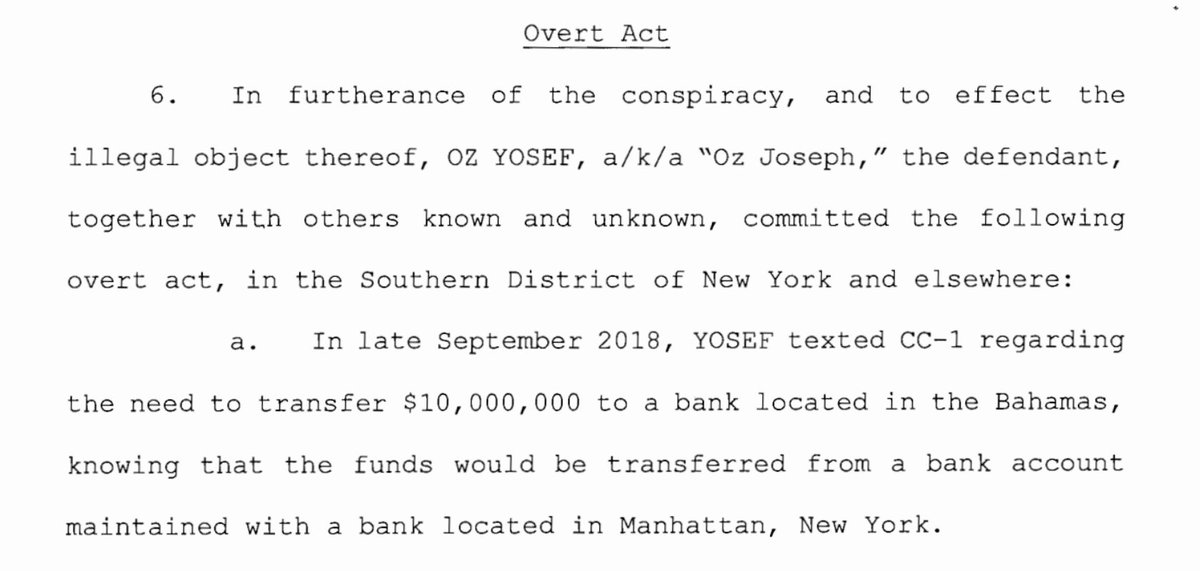 Overt Act
6. In furtherance of the conspiracy, and to effect the
illegal object thereof, OZ YOSEF, a/k/a "Oz Joseph," the defendant,
together with others known and unknown, committed the following
overt act, in the Southern District of New York and elsewhere:
a. In late September 2018, YOSEF texted CC-1 regarding
the need to transfer $10,000,000 to a bank located in the Bahamas,
knowing that the funds would be transferred from a bank account
maintained with a bank located in Manhattan, New York.